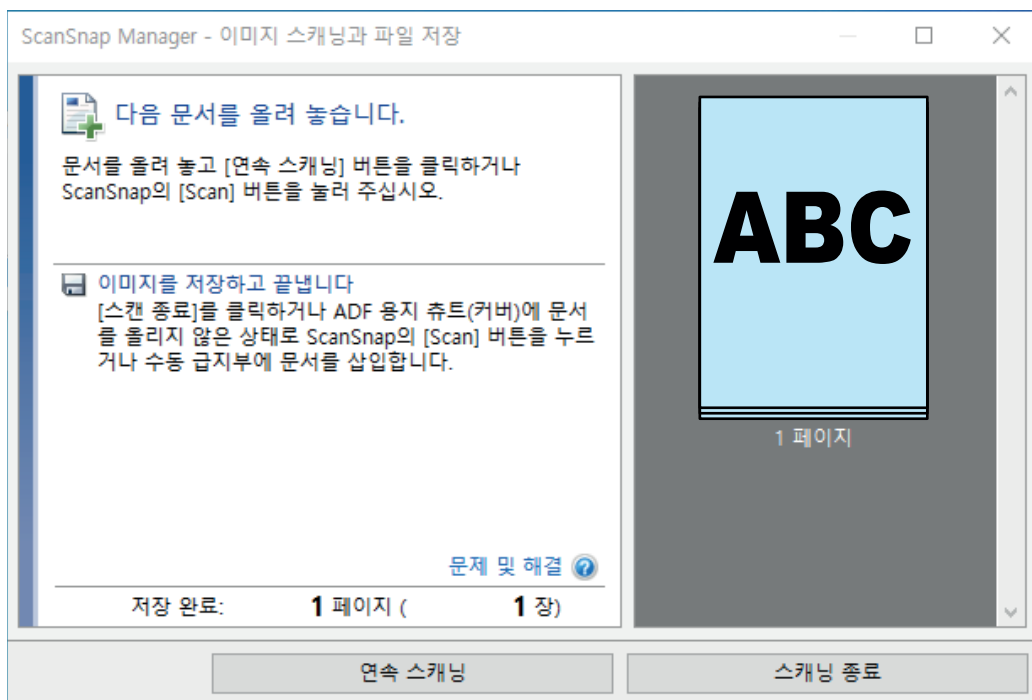 ScanSnap Manager - 이미지 스캐닝과 파일 저장
다음 문서를 올려 놓습니다.
문서를 올려 놓고 [연속 스캐닝] 버튼을 클릭하거나
ScanSnap의 [Scan] 버튼을 눌러 주십시오.
이미지를 저장하고 끝냅니다
[스캔 종료]를 클릭하거나 ADF 용지 츄트(커버)에 문서
를 올리지 않은 상태로 ScanSnap의 [Scan] 버튼을 누르
거나 수동 급지부에 문서를 삽입합니다.
문제 및 해결 ?
저장 완료: 1 페이지 ( 1 장)
ABC
1 페이지
연속 스캐닝
스캐닝 종료